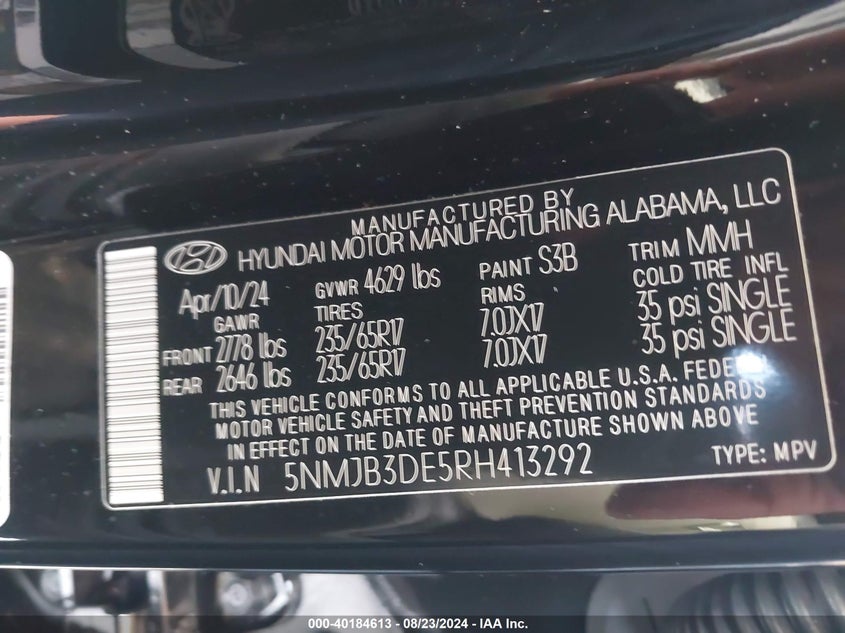 MANUFACTURED BY
HYUNDAI MOTOR MANUFACTURING ALABAMA, LLC
Apr/10/24 GVWR 4629 lbs PAINT S3B TRIM MMH
GAWR TIRES RIMS COLD TIRE INFL
FRONT 2778 lbs 235/65R17 7.0JX17 35 psi SINGLE
REAR 2646 lbs 235/65R17 7.0JX17 35 psi SINGLE
THIS VEHICLE CONFORMS TO ALL APPLICABLE U.S.A. FEDERAL
MOTOR VEHICLE SAFETY AND THEFT PREVENTION STANDARDS
IN EFFECT ON THE DATE OF MANUFACTURE SHOWN ABOVE
V.I.N 5NMJB3DE5RH413292 TYPE: MPV
000-40184613 - 08/23/2024 - IAA Inc.